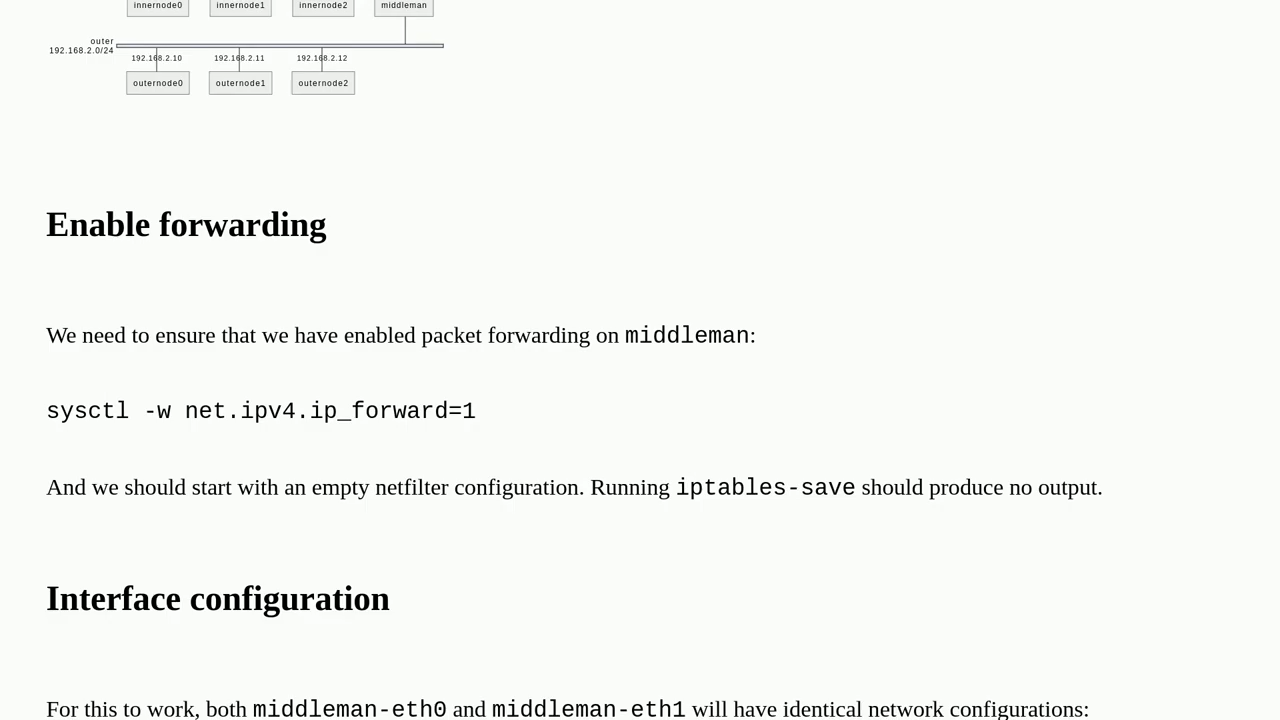 innernode0 innernode1 innernode2 middleman
outer
192.168.2.0/24
192.168.2.10 192.168.2.11 192.168.2.12
outernode0 outernode1 outernode2
Enable forwarding
We need to ensure that we have enabled packet forwarding on middleman:
sysctl -w net.ipv4.ip_forward=1
And we should start with an empty netfilter configuration. Running iptables-save should produce no output.
Interface configuration
For this to work, both middleman-eth0 and middleman-eth1 will have identical network configurations: